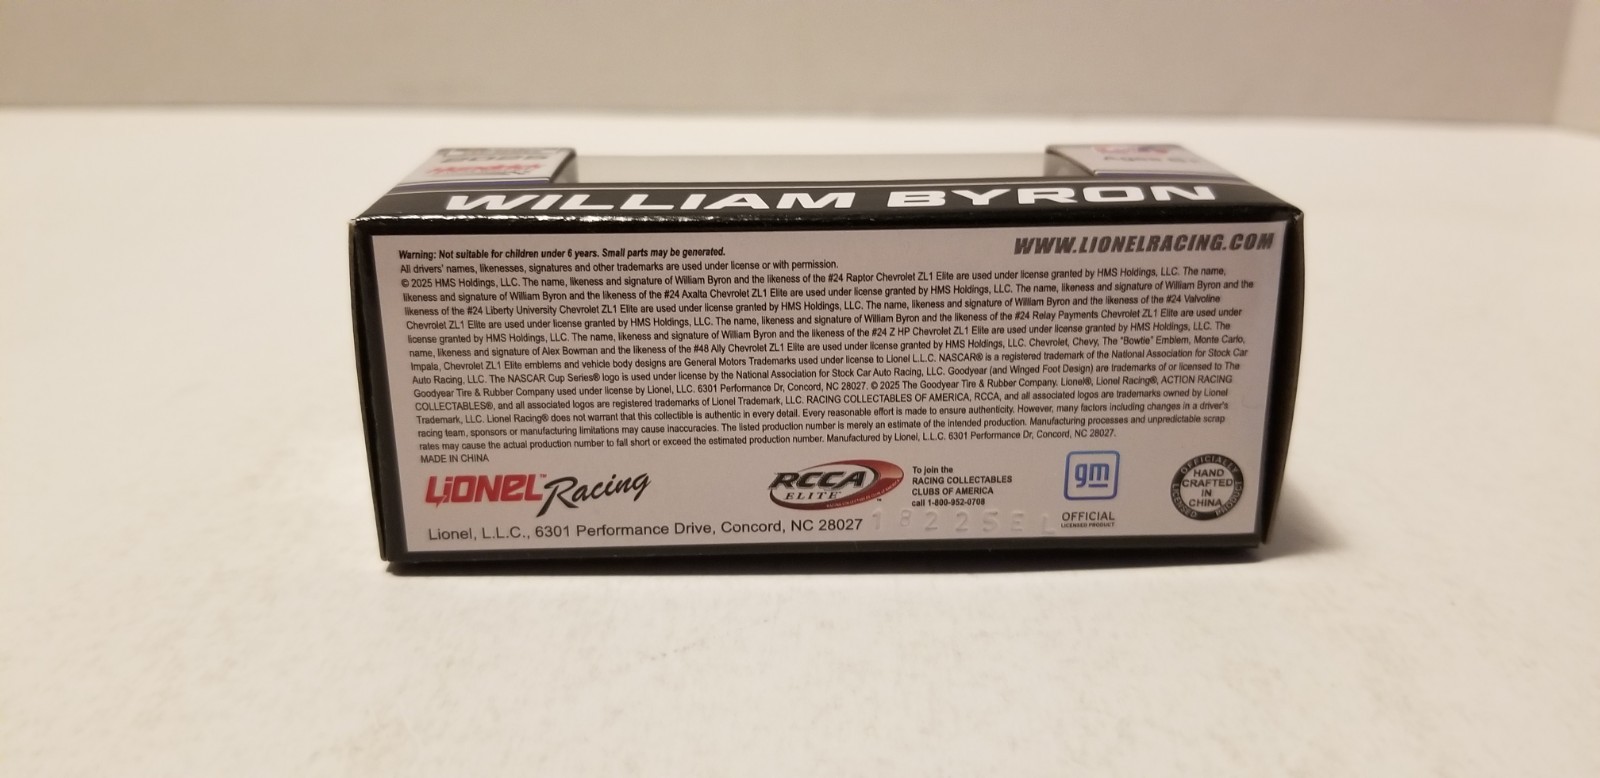 2025
WILLIAM BYRON
WWW.LIONELRACING.COM
Warning: Not suitable for children under 6 years. Small parts may be generated.
All drivers' names, likenesses, signatures and other trademarks are used under license or with permission.
© 2025 HMS Holdings, LLC. The name, likeness and signature of William Byron and the likeness of the #24 Raptor Chevrolet ZL1 Elite are used under license granted by HMS Holdings, LLC. The name,
likeness and signature of William Byron and the likeness of the #24 Axalta Chevrolet ZL1 Elite are used under license granted by HMS Holdings, LLC. The name, likeness and signature of William Byron and the
likeness of the #24 Liberty University Chevrolet ZL1 Elite are used under license granted by HMS Holdings, LLC. The name, likeness and signature of William Byron and the likeness of the #24 Valvoline
Chevrolet ZL1 Elite are used under license granted by HMS Holdings, LLC. The name, likeness and signature of William Byron and the likeness of the #24 Relay Payments Chevrolet ZL1 Elite are used under
license granted by HMS Holdings, LLC. The name, likeness and signature of William Byron and the likeness of the #24 Z HP Chevrolet ZL1 Elite are used under license granted by HMS Holdings, LLC. The
name, likeness and signature of Alex Bowman and the likeness of the #48 Ally Chevrolet ZL1 Elite are used under license granted by HMS Holdings, LLC. Chevrolet, Chevy, The "Bowtie" Emblem, Monte Carlo,
Impala, Chevrolet ZL1 Elite emblems and vehicle body designs are General Motors Trademarks used under license to Lionel L.L.C. NASCAR® is a registered trademark of the National Association for Stock Car
Auto Racing, LLC. The NASCAR Cup Series® logo is used under license by the National Association for Stock Car Auto Racing, LLC. Goodyear (and Winged Foot Design) are trademarks of or licensed to The
Goodyear Tire & Rubber Company used under license by Lionel, LLC. 6301 Performance Dr, Concord, NC 28027. © 2025 The Goodyear Tire & Rubber Company. Lionel®, Lionel Racing®, ACTION RACING
COLLECTABLES®, and all associated logos are registered trademarks of Lionel Trademark, LLC. RACING COLLECTABLES OF AMERICA, RCCA, and all associated logos are trademarks owned by Lionel
Trademark, LLC. Lionel Racing® does not warrant that this collectible is authentic in every detail. Every reasonable effort is made to ensure authenticity. However, many factors including changes in a driver's
racing team, sponsors or manufacturing limitations may cause inaccuracies. The listed production number is merely an estimate of the intended production. Manufacturing processes and unpredictable scrap
rates may cause the actual production number to fall short or exceed the estimated production number. Manufactured by Lionel, L.L.C. 6301 Performance Dr, Concord, NC 28027.
MADE IN CHINA
LIONEL™ Racing
RCCA
ELITE
To join the
RACING COLLECTABLES
CLUBS OF AMERICA
call 1-800-952-0708
gm
OFFICIAL
LICENSED PRODUCT
OFFICIALLY LICENSED PRODUCT
HAND
CRAFTED
IN
CHINA
Lionel, L.L.C., 6301 Performance Drive, Concord, NC 28027
18225EL